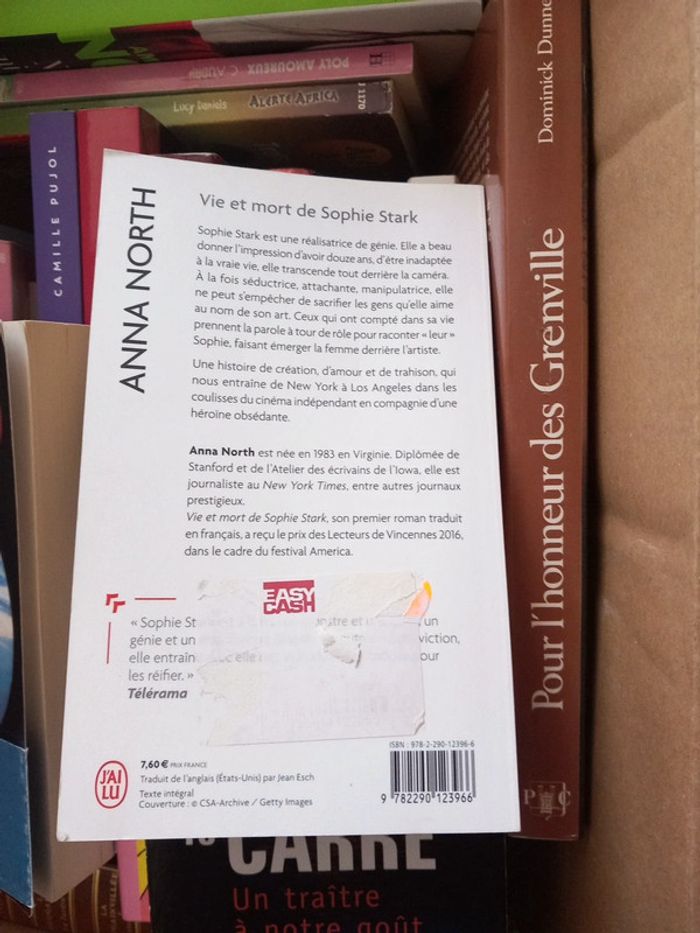 POLY AMOUREUX
C. AUDRY
H
Lucy Daniels
ALERTE AFRICA
J 1170
CAMILLE PUJOL
Dominick Dunne
Pour l'honneur des Grenville
P C
ANNA NORTH
Vie et mort de Sophie Stark
Sophie Stark est une réalisatrice de génie. Elle a beau
donner l'impression d'avoir douze ans, d'être inadaptée
à la vraie vie, elle transcende tout derrière la caméra.
À la fois séductrice, attachante, manipulatrice, elle
ne peut s'empêcher de sacrifier les gens qu'elle aime
au nom de son art. Ceux qui ont compté dans sa vie
prennent la parole à tour de rôle pour raconter « leur »
Sophie, faisant émerger la femme derrière l'artiste.
Une histoire de création, d'amour et de trahison, qui
nous entraîne de New York à Los Angeles dans les
coulisses du cinéma indépendant en compagnie d'une
héroïne obsédante.
Anna North est née en 1983 en Virginie. Diplômée de
Stanford et de l'Atelier des écrivains de l'Iowa, elle est
journaliste au New York Times, entre autres journaux
prestigieux.
Vie et mort de Sophie Stark, son premier roman traduit
en français, a reçu le prix des Lecteurs de Vincennes 2016,
dans le cadre du festival America.
EASY
CASH
« Sophie St
et un
génie et un
elle
les réifier. »
Télérama
7,60 € PRIX FRANCE
Traduit de l'anglais (États-Unis) par Jean Esch
Texte intégral
Couverture : © CSA-Archive / Getty Images
J'AI
LU
ISBN : 978-2-290-12396-6
9 782290 123966
CARRÉ
Un traître
à notre goût